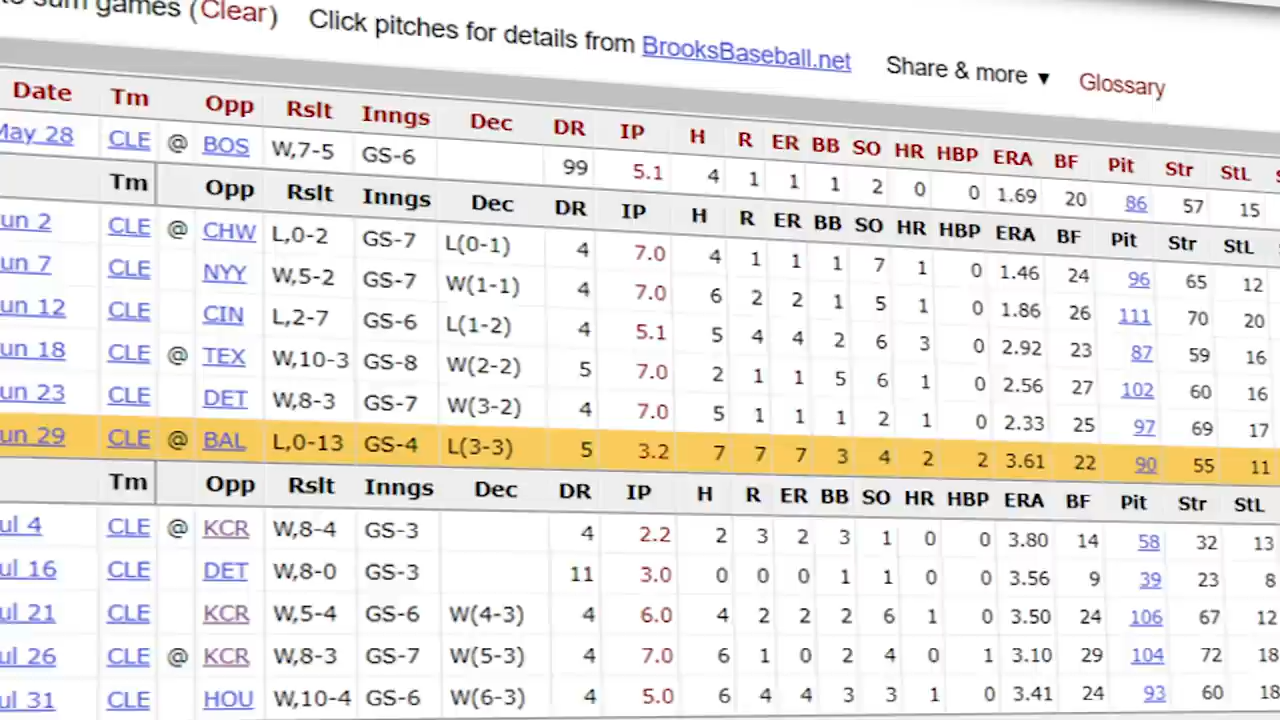 to sum games (Clear) Click pitches for details from BrooksBaseball.net Share & more ▼ Glossary
Date Tm Opp Rslt Inngs Dec DR IP H R ER BB SO HR HBP ERA BF Pit Str StL
May 28 CLE @ BOS W,7-5 GS-6 99 5.1 4 1 1 1 2 0 0 1.69 20 86 57 15
Tm Opp Rslt Inngs Dec DR IP H R ER BB SO HR HBP ERA BF Pit Str StL
un 2 CLE @ CHW L,0-2 GS-7 L(0-1) 4 7.0 4 1 1 1 7 1 0 1.46 24 96 65 12
un 7 CLE NYY W,5-2 GS-7 W(1-1) 4 7.0 6 2 2 1 5 1 0 1.86 26 111 70 20
un 12 CLE CIN L,2-7 GS-6 L(1-2) 4 5.1 5 4 4 2 6 3 0 2.92 23 87 59 16
un 18 CLE @ TEX W,10-3 GS-8 W(2-2) 5 7.0 2 1 1 5 6 1 0 2.56 27 102 60 16
un 23 CLE DET W,8-3 GS-7 W(3-2) 4 7.0 5 1 1 1 2 1 0 2.33 25 97 69 17
un 29 CLE @ BAL L,0-13 GS-4 L(3-3) 5 3.2 7 7 7 3 4 2 2 3.61 22 90 55 11
Tm Opp Rslt Inngs Dec DR IP H R ER BB SO HR HBP ERA BF Pit Str StL
ul 4 CLE @ KCR W,8-4 GS-3 4 2.2 2 3 2 3 1 0 0 3.80 14 58 32 13
ul 16 CLE DET W,8-0 GS-3 11 3.0 0 0 0 1 1 0 0 3.56 9 39 23 8
ul 21 CLE KCR W,5-4 GS-6 W(4-3) 4 6.0 4 2 2 2 6 1 0 3.50 24 106 67 12
ul 26 CLE @ KCR W,8-3 GS-7 W(5-3) 4 7.0 6 1 0 2 4 0 1 3.10 29 104 72 18
ul 31 CLE HOU W,10-4 GS-6 W(6-3) 4 5.0 6 4 4 3 3 1 0 3.41 24 93 60 18